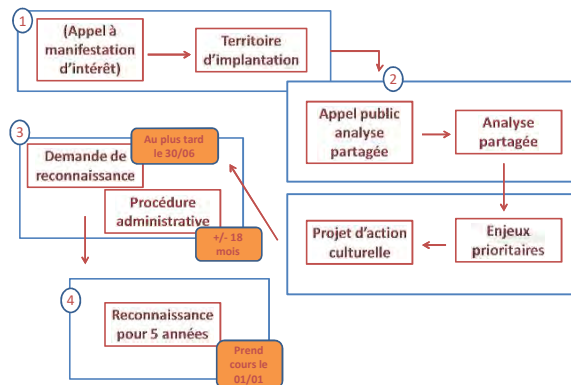 1
(Appel à
manifestation
d'intérêt)
Territoire
d'implantation
2
Appel public
analyse
partagée
Analyse
partagée
Enjeux
prioritaires
Projet d'action
culturelle
3
Au plus tard
le 30/06
Demande de
reconnaissance
Procédure
administrative
+/- 18
mois
4
Reconnaissance
pour 5 années
Prend
cours le
01/01